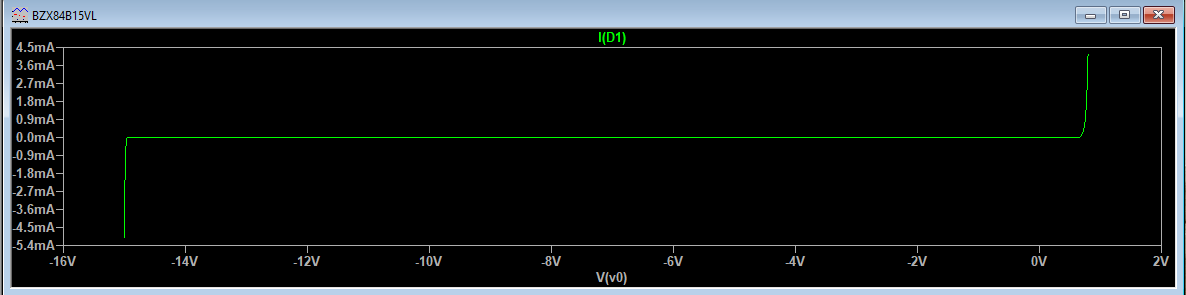 BZX84B15VL
I(D1)
4.5mA
3.6mA
2.7mA
1.8mA
0.9mA
0.0mA
-0.9mA
-1.8mA
-2.7mA
-3.6mA
-4.5mA
-5.4mA
-16V -14V -12V -10V -8V -6V -4V -2V 0V 2V
V(v0)